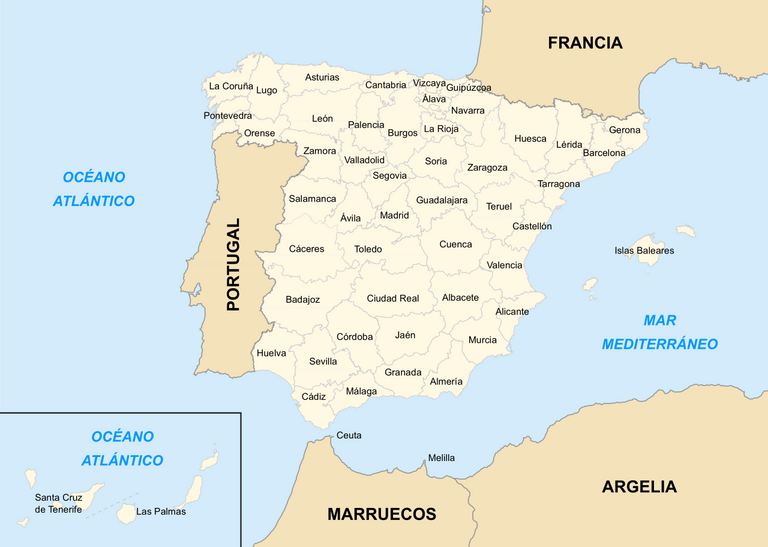 FRANCIA
Asturias
Cantabria
Vizcaya
Guipúzcoa
La Coruña
Lugo
Álava
Navarra
Pontevedra
León
Palencia
Burgos
La Rioja
Orense
Huesca
Lérida
Gerona
Barcelona
Zamora
Valladolid
Soria
Zaragoza
Segovia
Tarragona
OCÉANO
ATLÁNTICO
Salamanca
Ávila
Madrid
Guadalajara
Teruel
Castellón
PORTUGAL
Cáceres
Toledo
Cuenca
Valencia
Islas Baleares
Badajoz
Ciudad Real
Albacete
Alicante
MAR
MEDITERRÁNEO
Huelva
Sevilla
Córdoba
Jaén
Murcia
Cádiz
Málaga
Granada
Almería
Ceuta
Melilla
OCÉANO
ATLÁNTICO
Santa Cruz
de Tenerife
Las Palmas
MARRUECOS
ARGELIA